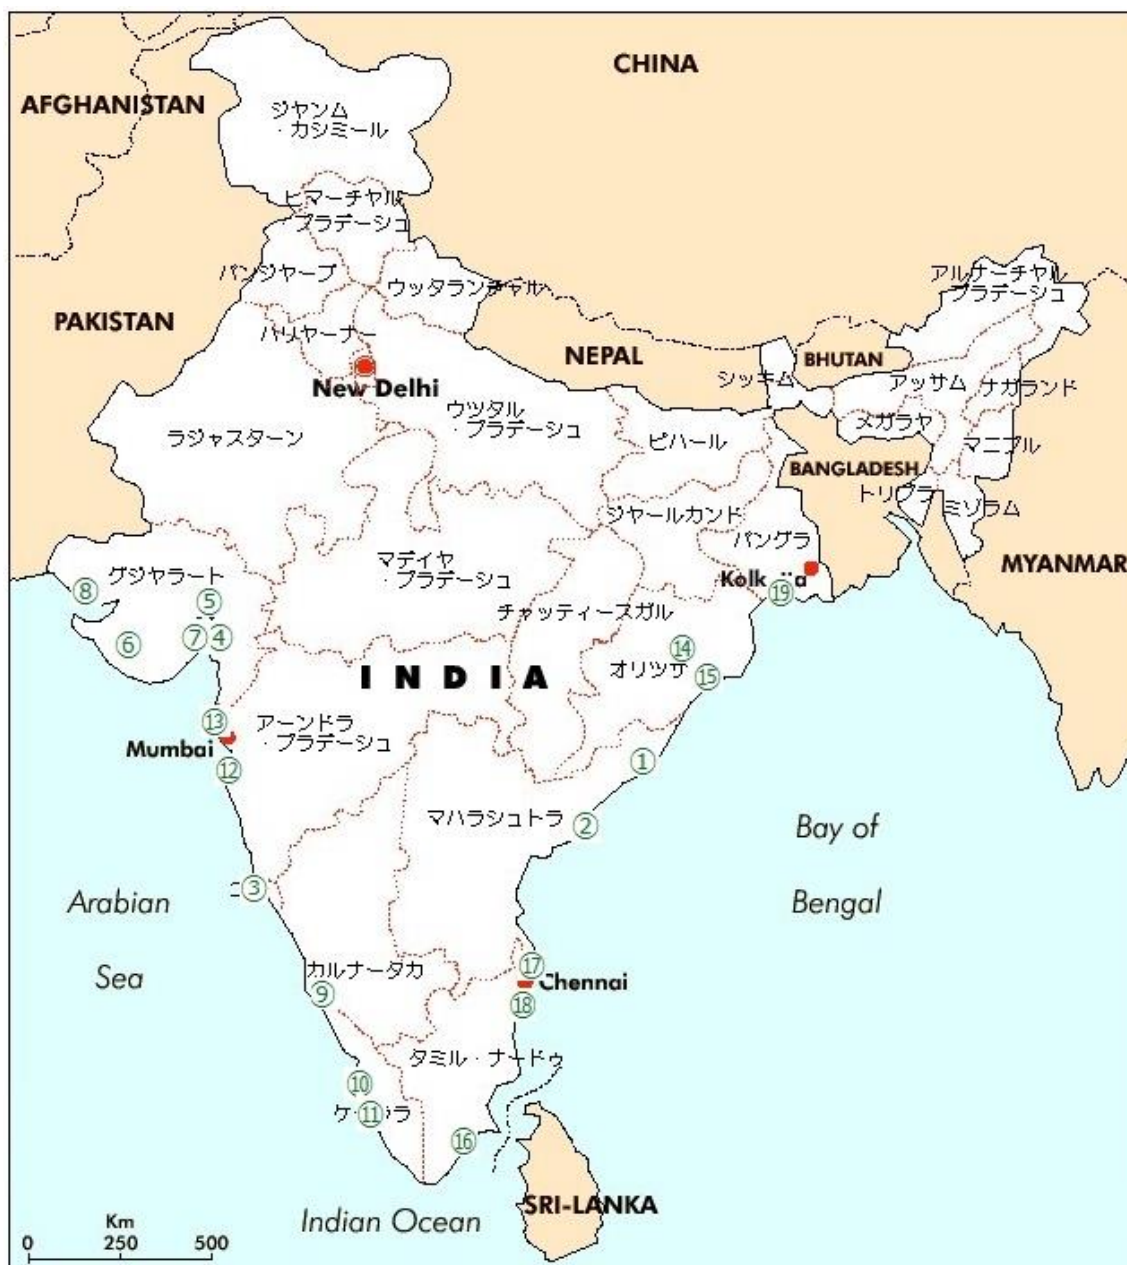 CHINA
AFGHANISTAN
ジヤンム
・カシミール
ヒマーチャル
・プラデーシュ
パンジャーブ
ウッタランチャル
アルナーチャル
プラデーシュ
PAKISTAN
ハリヤーナー
NEPAL
BHUTAN
シッキム
アッサム
ナガランド
New Delhi
ラジャスターン
ウツタル
・プラデーシュ
メガラヤ
ビハール
マニプル
BANGLADESH
トリプラ
ミゾラム
ジャールカンド
バングラ
MYANMAR
マデイヤ
・プラデーシュ
グジャラート
⑧
⑤
⑲
チャッティースガル
⑥
⑦
④
⑭
オリツサ
⑮
INDIA
⑬
アーンドラ
・プラデーシュ
Mumbai
⑫
①
マハラシュトラ
②
Bay of
Bengal
③
Arabian
Sea
カルナータカ
⑨
⑰
Chennai
⑱
タミル・ナードゥ
⑩
⑪
⑯
SRI-LANKA
Indian Ocean
Km
0 250 500